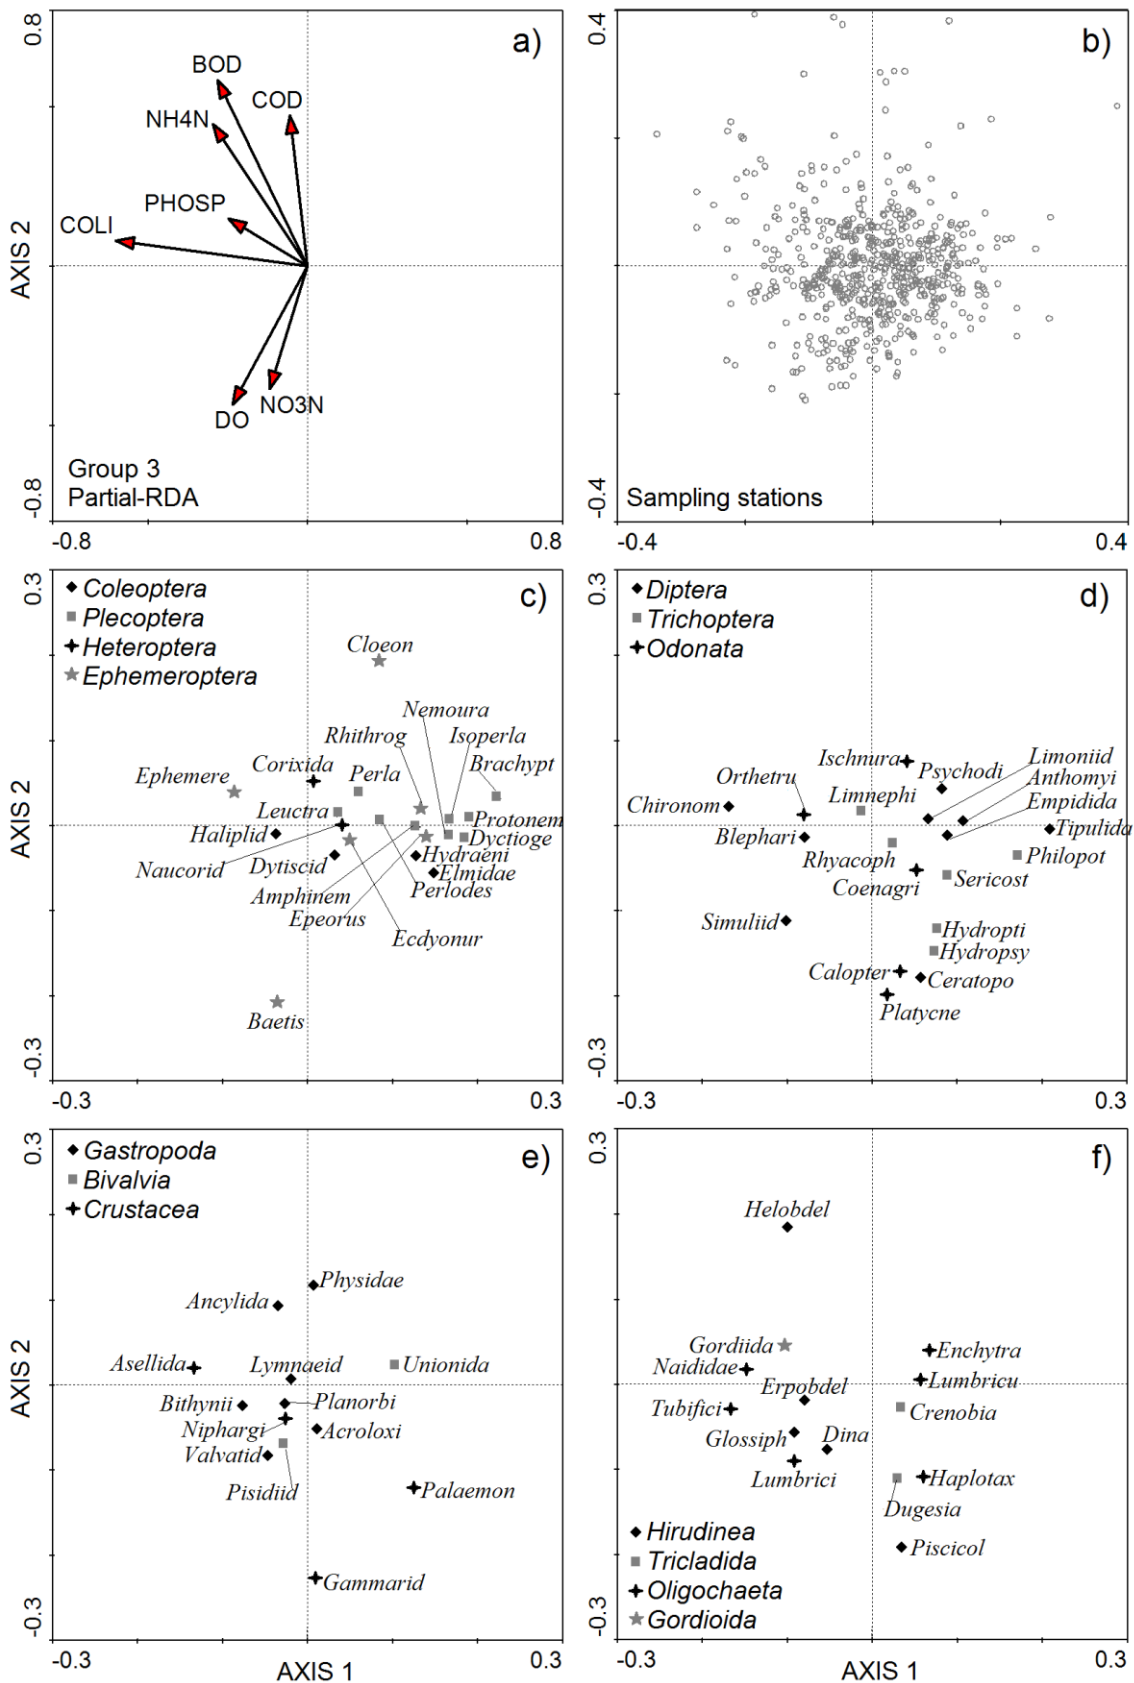 a)
0.8
BOD
COD
NH4N
PHOSP
COLI
AXIS 2
NO3N
DO
Group 3
Partial-RDA
-0.8
-0.8
0.8
b)
0.4
Sampling stations
-0.4
-0.4
0.4
c)
0.3
Coleoptera
Plecoptera
Heteroptera
Ephemeroptera
Cloeon
Nemoura
Rhithrog
Isoperla
Brachypt
Corixida
Perla
Ephemere
Leuctra
Protonem
Haliplid
Dyctioge
Naucorid
Dytiscid
Hydraeni
Elmidae
Amphinem
Perlodes
Epeorus
Ecdyonur
Baetis
-0.3
-0.3
0.3
d)
0.3
Diptera
Trichoptera
Odonata
Ischnura
Limoniid
Psychodi
Anthomyi
Orthetru
Limnephi
Empidida
Chironom
Tipulida
Blephari
Rhyacoph
Philopot
Coenagri
Sericost
Simuliid
Hydropti
Hydropsy
Calopter
Ceratopo
Platycne
-0.3
-0.3
0.3
e)
0.3
Gastropoda
Bivalvia
Crustacea
Physidae
Ancylida
Asellida
Lymnaeid
Unionida
AXIS 2
Bithynii
Planorbi
Niphargi
Acroloxi
Valvatid
Pisidiid
Palaemon
Gammarid
-0.3
-0.3
AXIS 1
0.3
f)
0.3
Helobdel
Gordiida
Enchytra
Naididae
Erpobdel
Lumbricu
Tubifici
Crenobia
Glossiph
Dina
Lumbrici
Haplotax
Dugesia
Hirudinea
Piscicol
Tricladida
Oligochaeta
Gordioida
-0.3
-0.3
AXIS 1
0.3